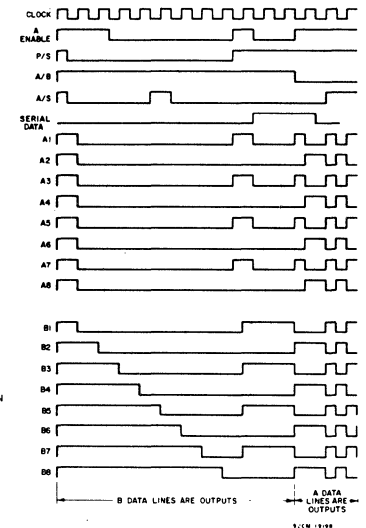 CLOCK
A
ENABLE
P/S
A/B
A/S
SERIAL
DATA
A1
A2
A3
A4
A5
A6
A7
A8
B1
B2
B3
B4
N
B5
B6
B7
B8
B DATA LINES ARE OUTPUTS
A DATA
LINES ARE
OUTPUTS